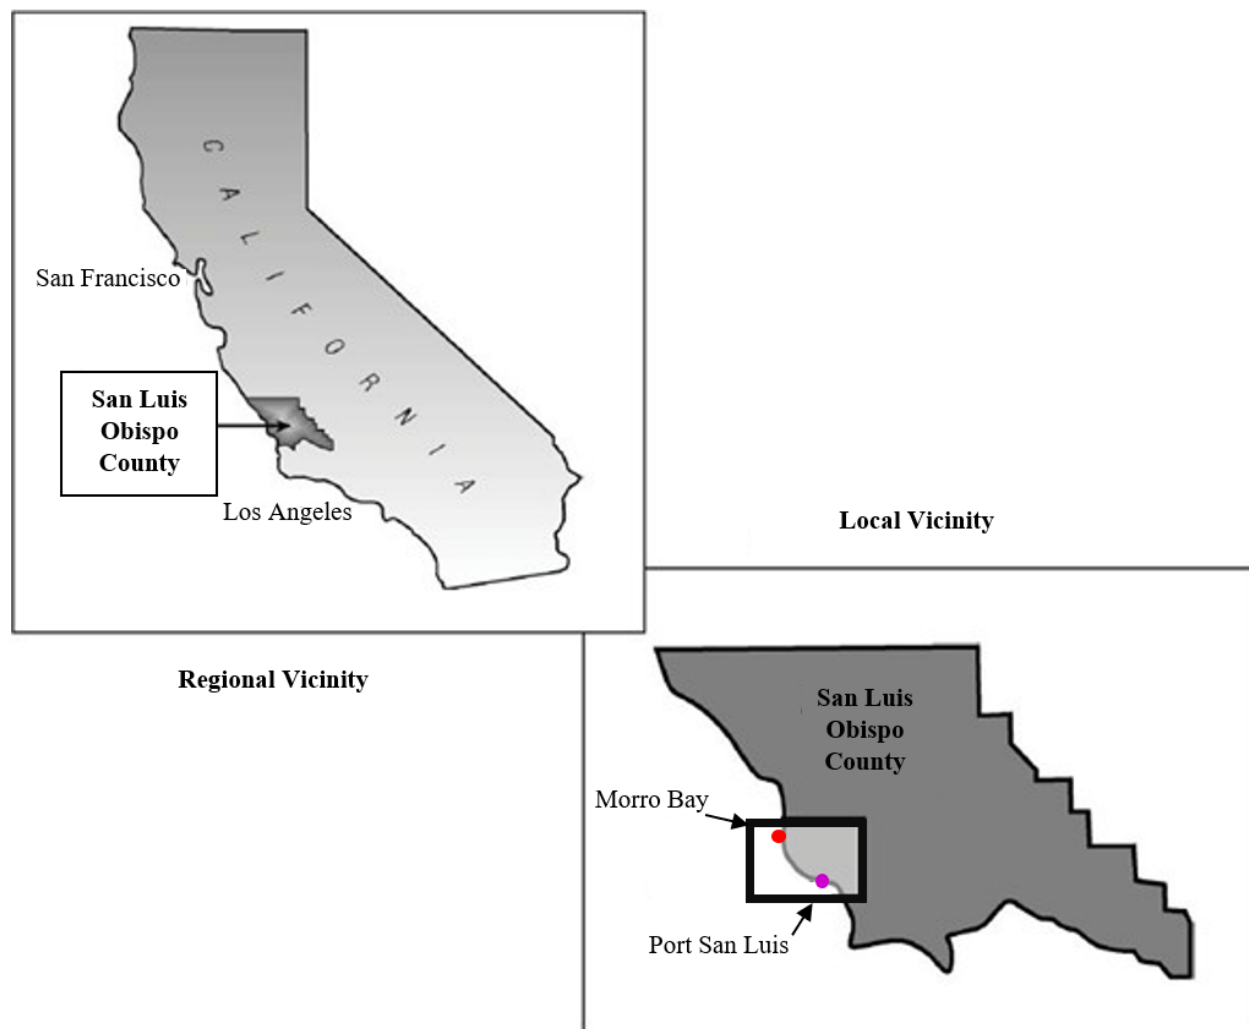 CALIFORNIA
San Francisco
San Luis
Obispo
County
Los Angeles
Local Vicinity
Regional Vicinity
San Luis
Obispo
County
Morro Bay
Port San Luis